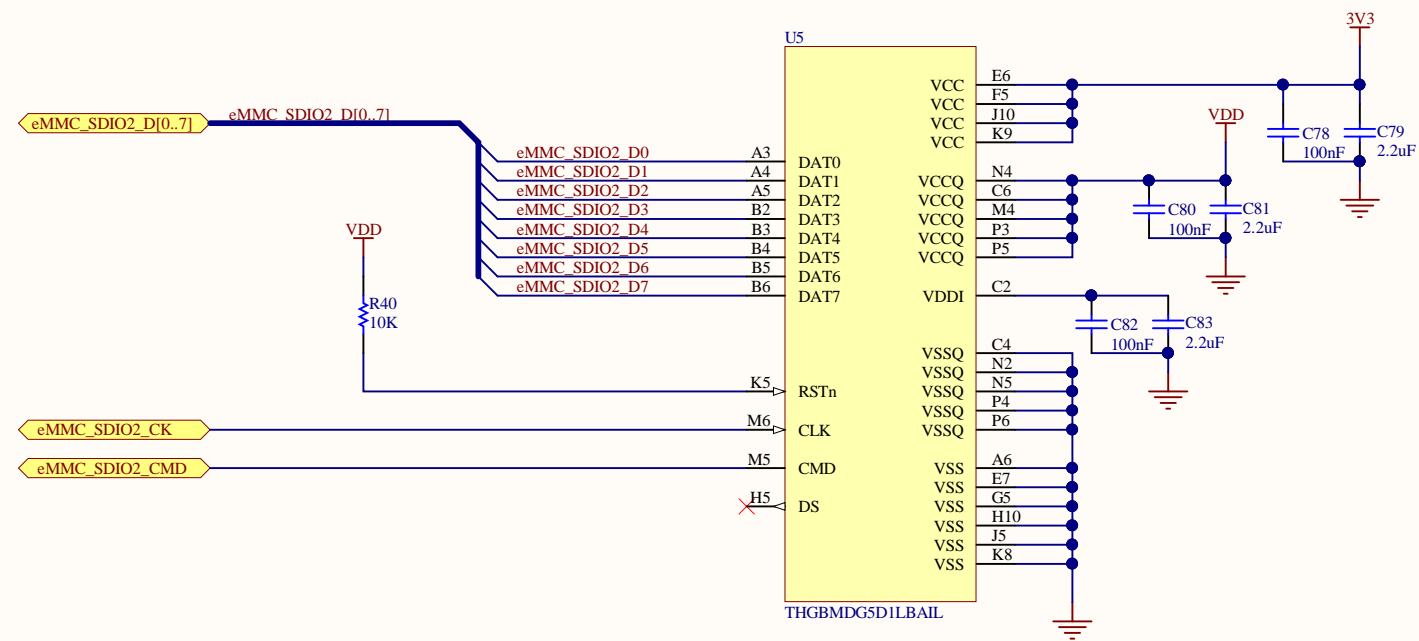 3V3
U5
E6
VCC
F5
VCC
J10
VCC
K9
VCC
eMMC_SDIO2_D[0..7]
eMMC_SDIO2_D[0..7]
VDD
C78
100nF
C79
2.2uF
eMMC_SDIO2_D0
A3
DAT0
eMMC_SDIO2_D1
A4
DAT1
eMMC_SDIO2_D2
A5
DAT2
eMMC_SDIO2_D3
B2
DAT3
eMMC_SDIO2_D4
B3
DAT4
eMMC_SDIO2_D5
B4
DAT5
eMMC_SDIO2_D6
B5
DAT6
eMMC_SDIO2_D7
B6
DAT7
N4
VCCQ
C6
VCCQ
M4
VCCQ
P3
VCCQ
P5
VCCQ
C80
100nF
C81
2.2uF
VDD
R40
10K
C2
VDDI
C82
100nF
C83
2.2uF
C4
VSSQ
N2
VSSQ
N5
VSSQ
P4
VSSQ
P6
VSSQ
K5
RSTn
eMMC_SDIO2_CK
M6
CLK
eMMC_SDIO2_CMD
M5
CMD
H5
DS
A6
VSS
E7
VSS
G5
VSS
H10
VSS
J5
VSS
K8
VSS
THGBMDG5D1LBAIL